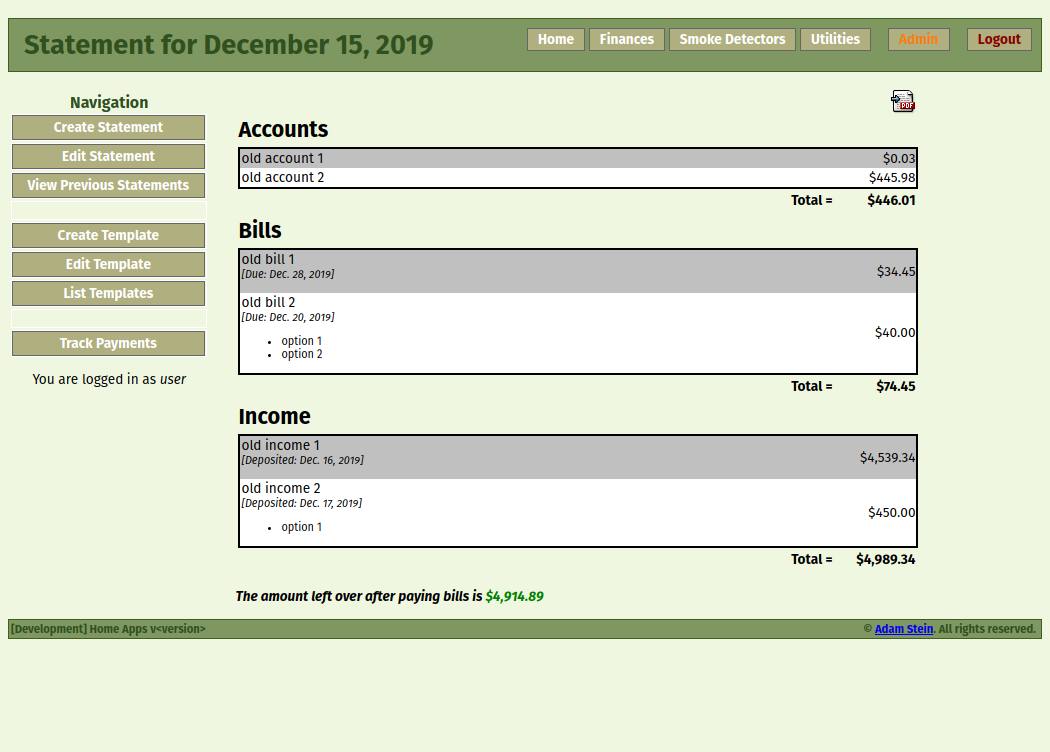 Statement for December 15, 2019
Home Finances Smoke Detectors Utilities Admin Logout
Navigation
Create Statement
Edit Statement
View Previous Statements
Create Template
Edit Template
List Templates
Track Payments
You are logged in as user
PDF
Accounts
old account 1 $0.03
old account 2 $445.98
Total = $446.01
Bills
old bill 1
[Due: Dec. 28, 2019]
$34.45
old bill 2
[Due: Dec. 20, 2019]
• option 1
• option 2
$40.00
Total = $74.45
Income
old income 1
[Deposited: Dec. 16, 2019]
$4,539.34
old income 2
[Deposited: Dec. 17, 2019]
• option 1
$450.00
Total = $4,989.34
The amount left over after paying bills is $4,914.89
[Development] Home Apps v<version>
© Adam Stein. All rights reserved.